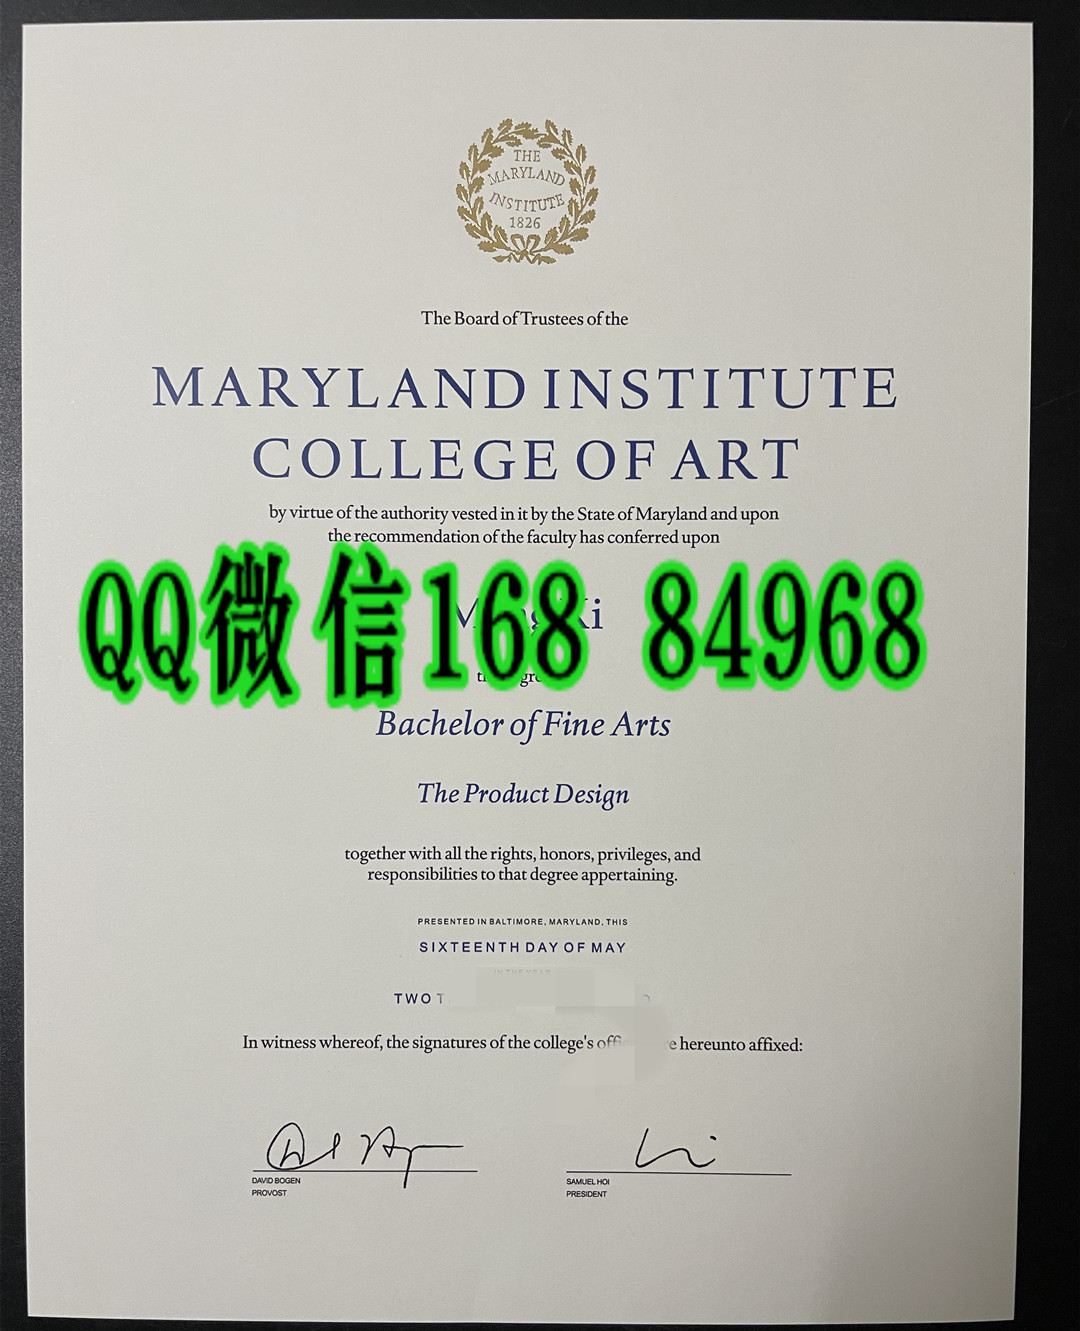 THE
MARYLAND
INSTITUTE
1826
The Board of Trustees of the
MARYLAND INSTITUTE
COLLEGE OF ART
by virtue of the authority vested in it by the State of Maryland and upon
the recommendation of the faculty has conferred upon
QQ微信168 84968
Bachelor of Fine Arts
The Product Design
together with all the rights, honors, privileges, and
responsibilities to that degree appertaining.
PRESENTED IN BALTIMORE, MARYLAND, THIS
SIXTEENTH DAY OF MAY
IN THE YEAR
TWO T
In witness whereof, the signatures of the college's hereunto affixed:
DAVID BOGEN
PROVOST
SAMUEL HOI
PRESIDENT